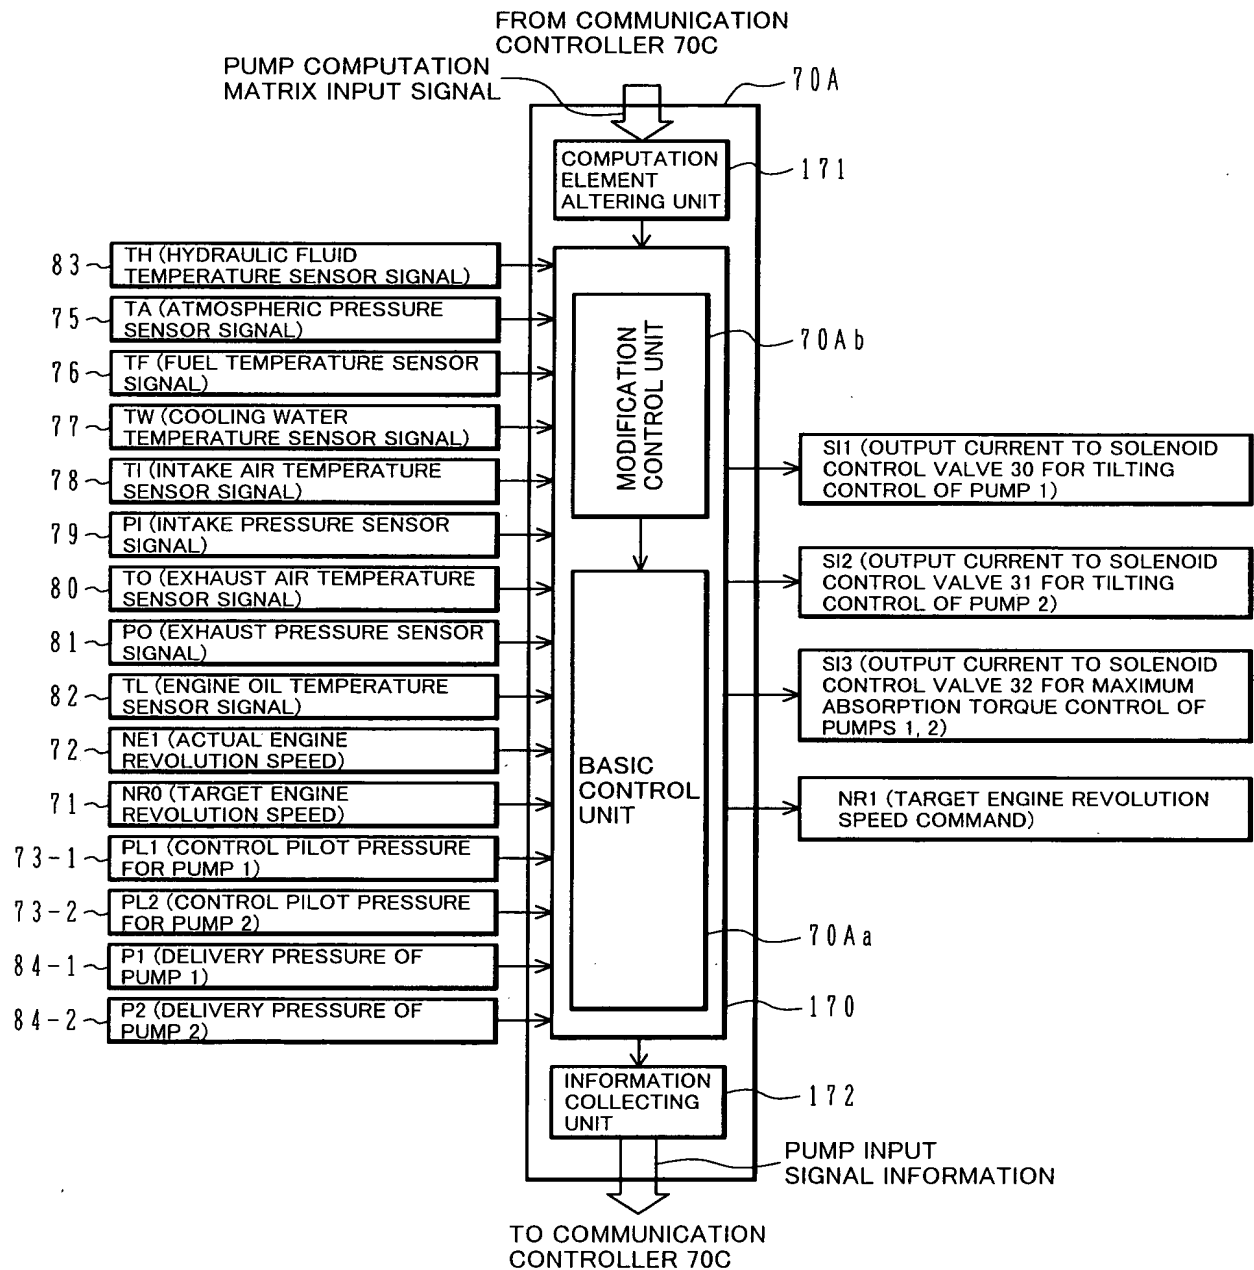 FROM COMMUNICATION
CONTROLLER 70C
PUMP COMPUTATION
MATRIX INPUT SIGNAL
70A
COMPUTATION
ELEMENT
ALTERING UNIT
171
83
TH (HYDRAULIC FLUID
TEMPERATURE SENSOR SIGNAL)
75
TA (ATMOSPHERIC PRESSURE
SENSOR SIGNAL)
76
TF (FUEL TEMPERATURE SENSOR
SIGNAL)
77
TW (COOLING WATER
TEMPERATURE SENSOR SIGNAL)
78
TI (INTAKE AIR TEMPERATURE
SENSOR SIGNAL)
79
PI (INTAKE PRESSURE SENSOR
SIGNAL)
80
TO (EXHAUST AIR TEMPERATURE
SENSOR SIGNAL)
81
PO (EXHAUST PRESSURE SENSOR
SIGNAL)
82
TL (ENGINE OIL TEMPERATURE
SENSOR SIGNAL)
72
NE1 (ACTUAL ENGINE
REVOLUTION SPEED)
71
NR0 (TARGET ENGINE
REVOLUTION SPEED)
73-1
PL1 (CONTROL PILOT PRESSURE
FOR PUMP 1)
73-2
PL2 (CONTROL PILOT PRESSURE
FOR PUMP 2)
84-1
P1 (DELIVERY PRESSURE OF
PUMP 1)
84-2
P2 (DELIVERY PRESSURE OF
PUMP 2)
MODIFICATION
CONTROL UNIT
70Ab
BASIC
CONTROL
UNIT
70Aa
170
SI1 (OUTPUT CURRENT TO SOLENOID
CONTROL VALVE 30 FOR TILTING
CONTROL OF PUMP 1)
SI2 (OUTPUT CURRENT TO SOLENOID
CONTROL VALVE 31 FOR TILTING
CONTROL OF PUMP 2)
SI3 (OUTPUT CURRENT TO SOLENOID
CONTROL VALVE 32 FOR MAXIMUM
ABSORPTION TORQUE CONTROL OF
PUMPS 1, 2)
NR1 (TARGET ENGINE REVOLUTION
SPEED COMMAND)
INFORMATION
COLLECTING
UNIT
172
PUMP INPUT
SIGNAL INFORMATION
TO COMMUNICATION
CONTROLLER 70C